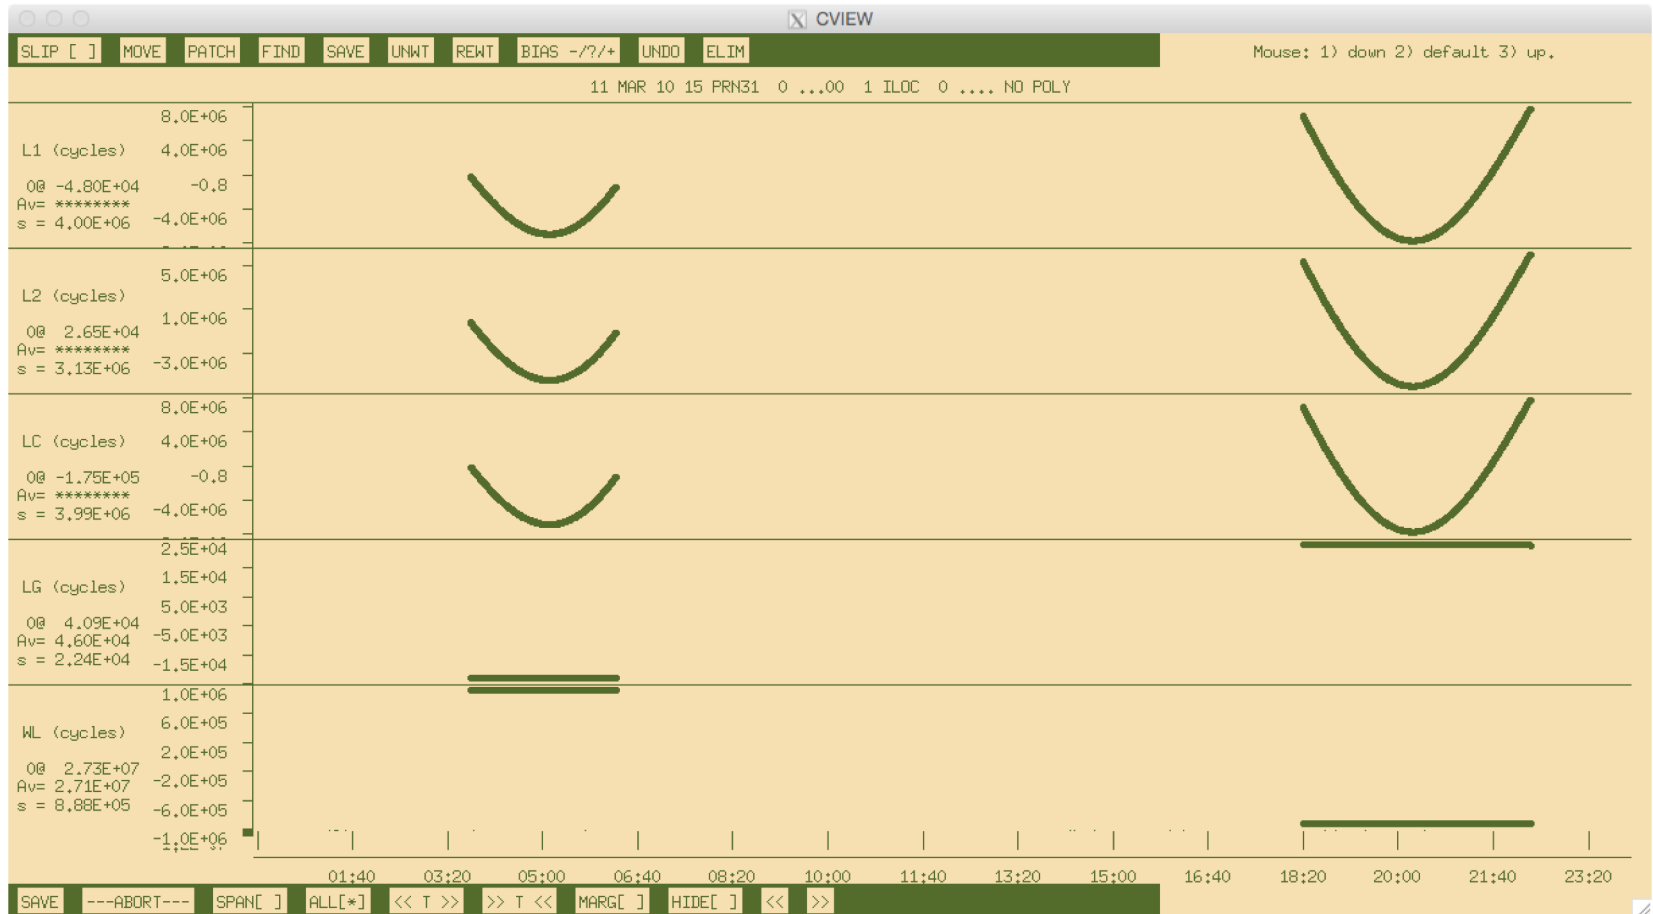 CVIEW
SLIP [ ] MOVE PATCH FIND SAVE UNWT REWT BIAS -/?/+ UNDO ELIM Mouse: 1) down 2) default 3) up.
11 MAR 10 15 PRN31 0 ...00 1 ILOC 0 .... NO POLY
8.0E+06
L1 (cycles) 4.0E+06
0@ -4.80E+04 -0.8
Av= ********
s = 4.00E+06 -4.0E+06
5.0E+06
L2 (cycles)
1.0E+06
0@ 2.65E+04
Av= ********
s = 3.13E+06 -3.0E+06
8.0E+06
LC (cycles) 4.0E+06
0@ -1.75E+05 -0.8
Av= ********
s = 3.99E+06 -4.0E+06
2.5E+04
LG (cycles) 1.5E+04
5.0E+03
0@ 4.09E+04
Av= 4.60E+04 -5.0E+03
s = 2.24E+04 -1.5E+04
1.0E+06
WL (cycles) 6.0E+05
2.0E+05
0@ 2.73E+07
Av= 2.71E+07 -2.0E+05
s = 8.88E+05 -6.0E+05
-1.0E+06
01:40 03:20 05:00 06:40 08:20 10:00 11:40 13:20 15:00 16:40 18:20 20:00 21:40 23:20
SAVE ---ABORT--- SPAN[ ] ALL[*] << T >> >> T << MARG[ ] HIDE[ ] << >>